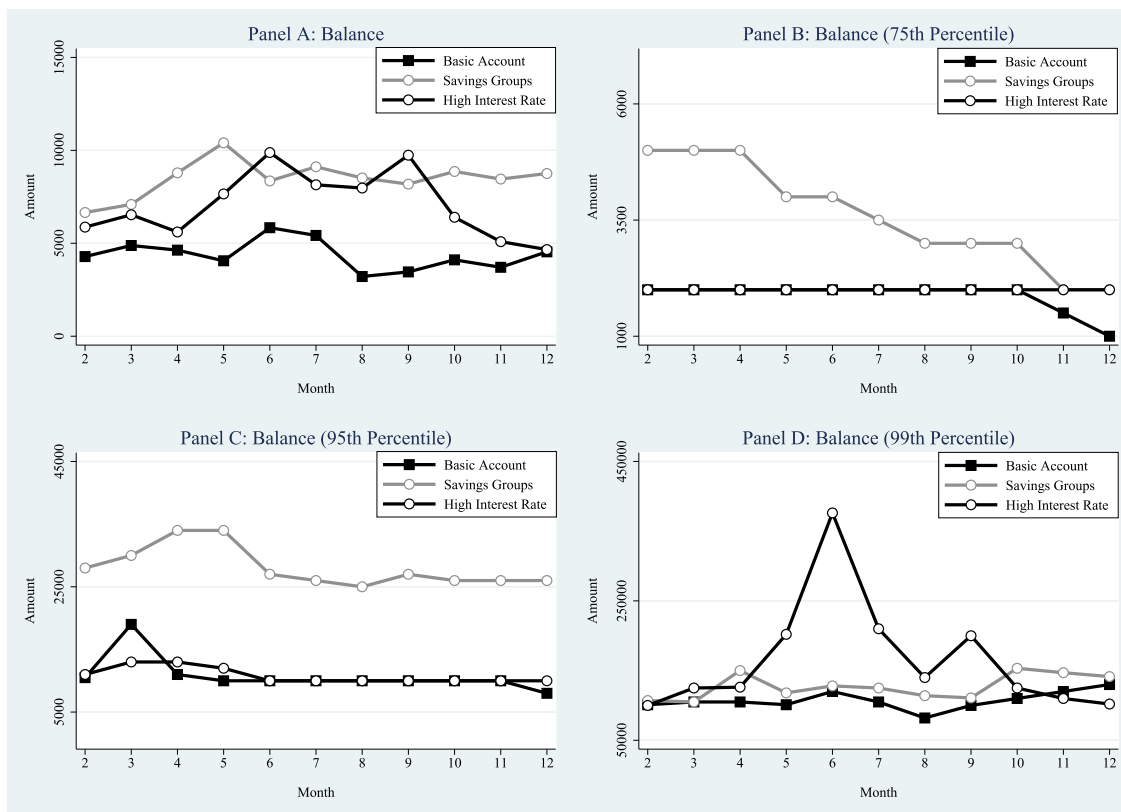 Panel A: Balance
Basic Account
Savings Groups
High Interest Rate
15000
10000
5000
0
Amount
2 3 4 5 6 7 8 9 10 11 12
Month
Panel B: Balance (75th Percentile)
Basic Account
Savings Groups
High Interest Rate
6000
3500
1000
Amount
2 3 4 5 6 7 8 9 10 11 12
Month
Panel C: Balance (95th Percentile)
Basic Account
Savings Groups
High Interest Rate
45000
25000
5000
Amount
2 3 4 5 6 7 8 9 10 11 12
Month
Panel D: Balance (99th Percentile)
Basic Account
Savings Groups
High Interest Rate
450000
250000
50000
Amount
2 3 4 5 6 7 8 9 10 11 12
Month